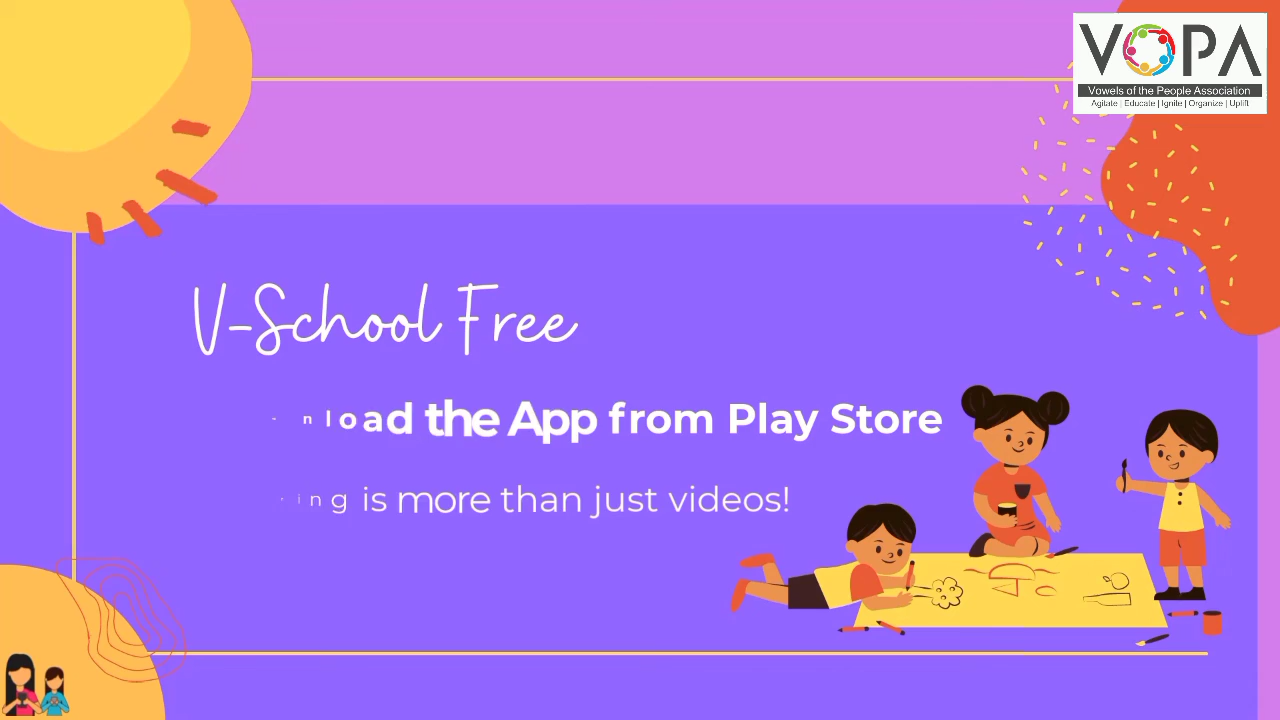 VOPA
Vowels of the People Association
Agitate | Educate | Ignite | Organize | Uplift
V-School Free
the App from Play Store
is more than just videos!